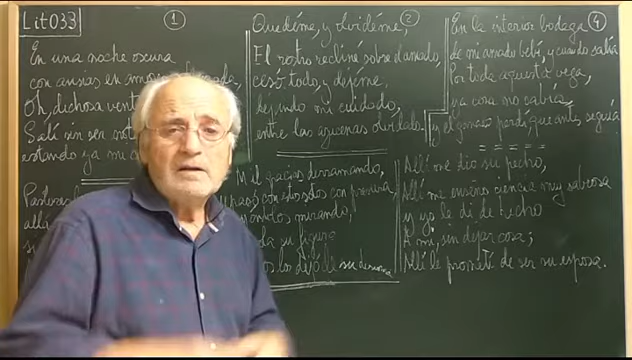 Lit033
1
En una noche oscura
con ansias en
Oh, dichosa
Salí sin ser
estando ya mi
Quedéme, y olvidéme,
2
El rostro recliné sobre el amado,
cesó, todo, y dejéme,
dejando mi cuidado,
entre las azucenas olvidado.
Mil gracias derramando,
con presura,
mirando,
su figura
dejó de su
4
En la interior bodega
de mi amado bebí, y cuando salía
Por toda aquesta vega,
ya cosa no sabía,
y el ganado perdí, que antes seguía
Allí me dio su pecho,
Allí me enseñó ciencia muy sabrosa
y yo la di de hecho
A mí, sin dejar cosa;
Allí le prometí de ser su esposa.